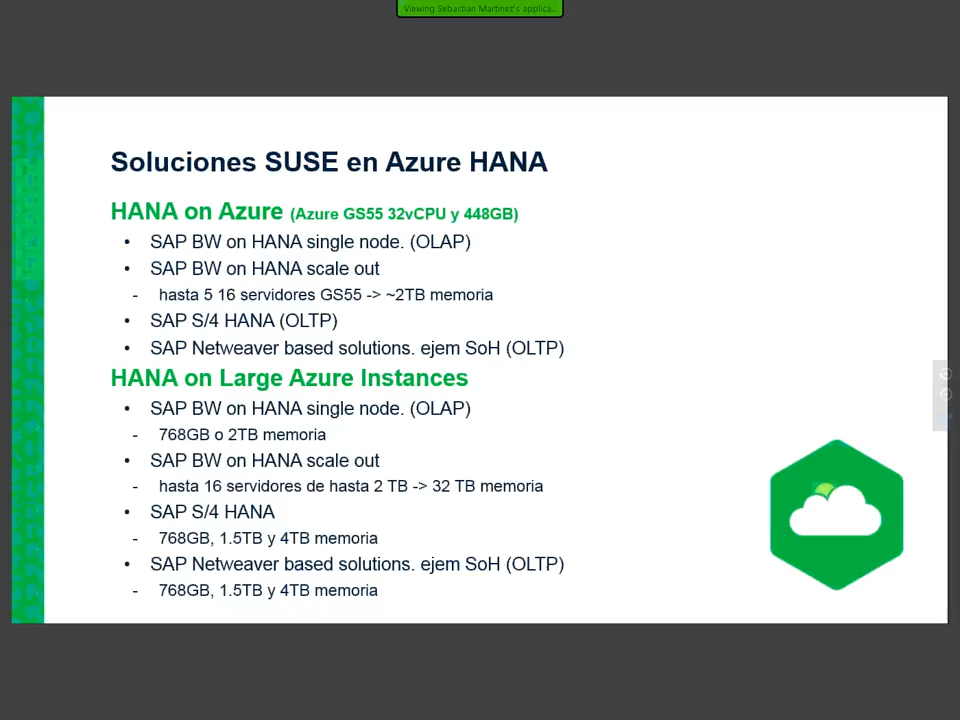 Viewing Sebastian Martinez's applica...
Soluciones SUSE en Azure HANA
HANA on Azure (Azure GS55 32vCPU y 448GB)
• SAP BW on HANA single node. (OLAP)
• SAP BW on HANA scale out
- hasta 5 16 servidores GS55 -> ~2TB memoria
• SAP S/4 HANA (OLTP)
• SAP Netweaver based solutions. ejem SoH (OLTP)
HANA on Large Azure Instances
• SAP BW on HANA single node. (OLAP)
- 768GB o 2TB memoria
• SAP BW on HANA scale out
- hasta 16 servidores de hasta 2 TB -> 32 TB memoria
• SAP S/4 HANA
- 768GB, 1.5TB y 4TB memoria
• SAP Netweaver based solutions. ejem SoH (OLTP)
- 768GB, 1.5TB y 4TB memoria